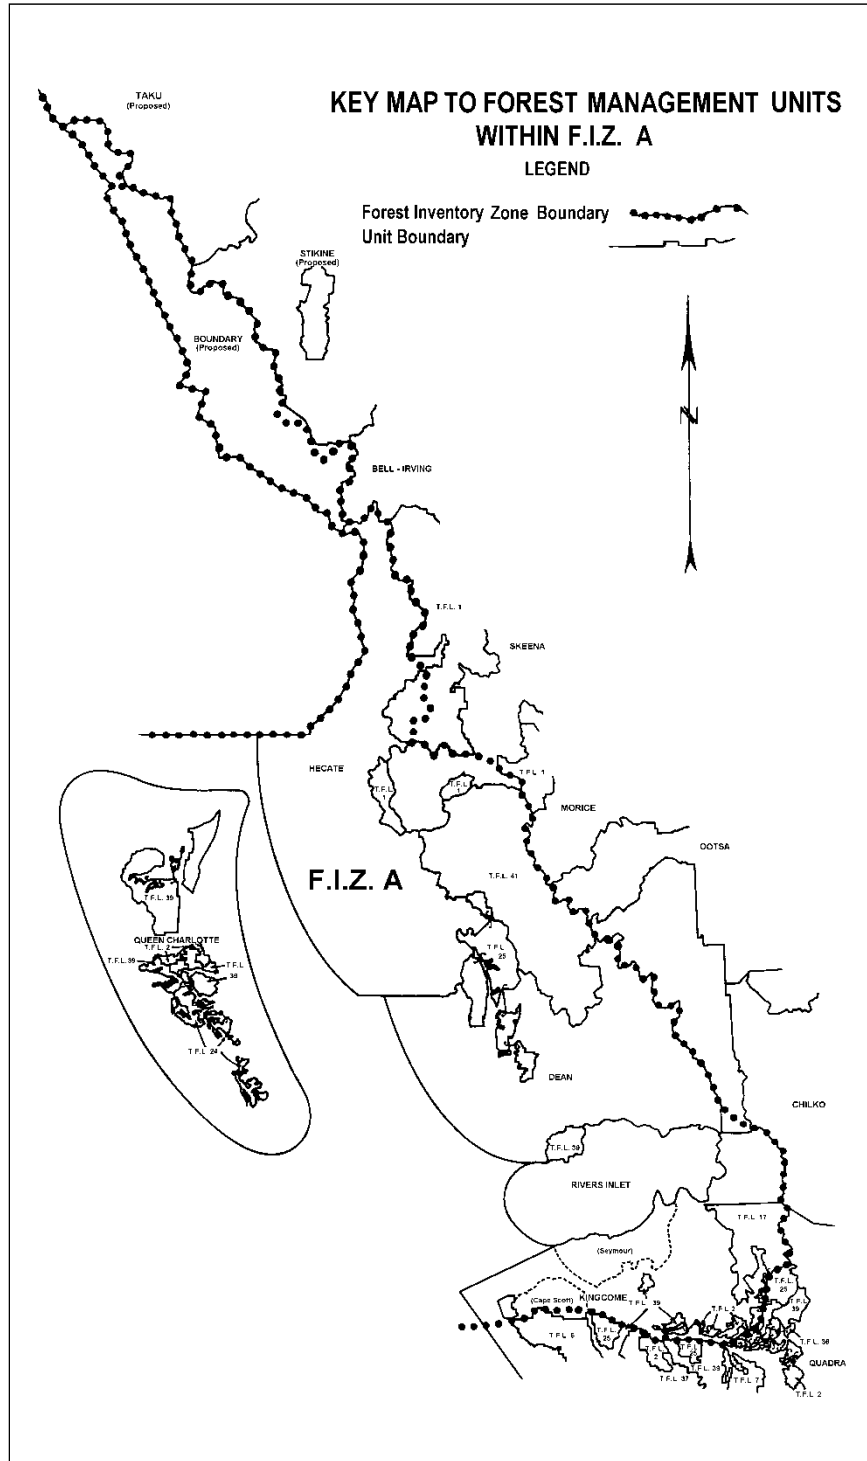 TAKU
(Proposed)
KEY MAP TO FOREST MANAGEMENT UNITS
WITHIN F.I.Z. A
LEGEND
Forest Inventory Zone Boundary
Unit Boundary
STIKINE
(Proposed)
BOUNDARY
(Proposed)
N
BELL - IRVING
T.F.L. 1
SKEENA
HECATE
T.F.L. 1
T.F.L.
1
T.F.L.
MORICE
OOTSA
F.I.Z. A
T.F.L. 41
T.F.L. 39
QUEEN CHARLOTTE
T.F.L. 2
T.F.L. 39
T.F.L.
T.F.L.
25
T.F.L. 24
DEAN
CHILKO
T.F.L. 39
RIVERS INLET
T.F.L. 17
(Seymour)
T.F.L.
25
(Cape Scott)
KINGCOME
T.F.L. 39
T.F.L. 2
T.F.L.
39
T.F.L. 6
T.F.L.
25
T.F.L.
2
T.F.L.
25
T.F.L. 39
T.F.L. 37
T.F.L. 7
QUADRA
T.F.L. 2